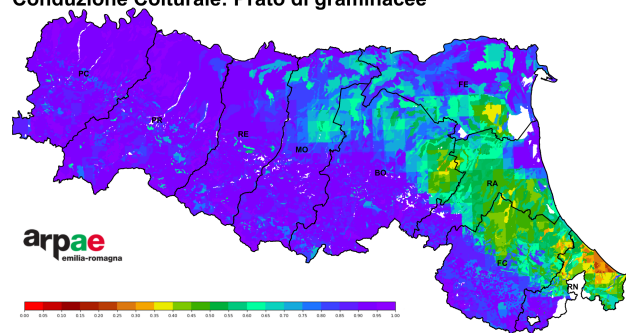 Conduzione Colturale: Prato di graminacee
PC
PR
RE
MO
BO
FE
RA
FC
RN
arpae
emilia-romagna
0.00 0.05 0.10 0.15 0.20 0.25 0.30 0.35 0.40 0.45 0.50 0.55 0.60 0.65 0.70 0.75 0.80 0.85 0.90 0.95 1.00